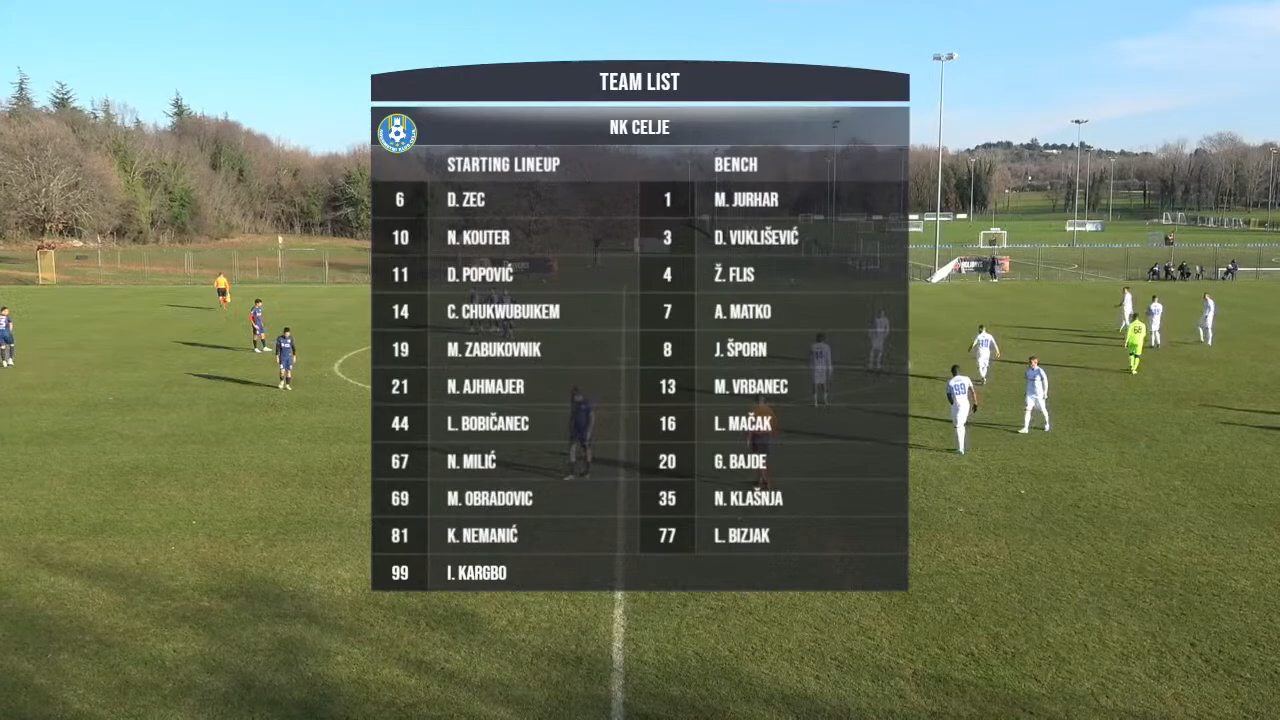 TEAM LIST
NK CELJE
STARTING LINEUP
6 D. ZEC
10 N. KOUTER
11 D. POPOVIĆ
14 C. CHUKWUBUIKEM
19 M. ZABUKOVNIK
21 N. AJHMAJER
44 L. BOBIČANEC
67 N. MILIĆ
69 M. OBRADOVIC
81 K. NEMANIĆ
99 I. KARGBO
BENCH
1 M. JURHAR
3 D. VUKLIŠEVIĆ
4 Ž. FLIS
7 A. MATKO
8 J. ŠPORN
13 M. VRBANEC
16 L. MAČAK
20 G. BAJDE
35 N. KLAŠNJA
77 L. BIZJAK
99